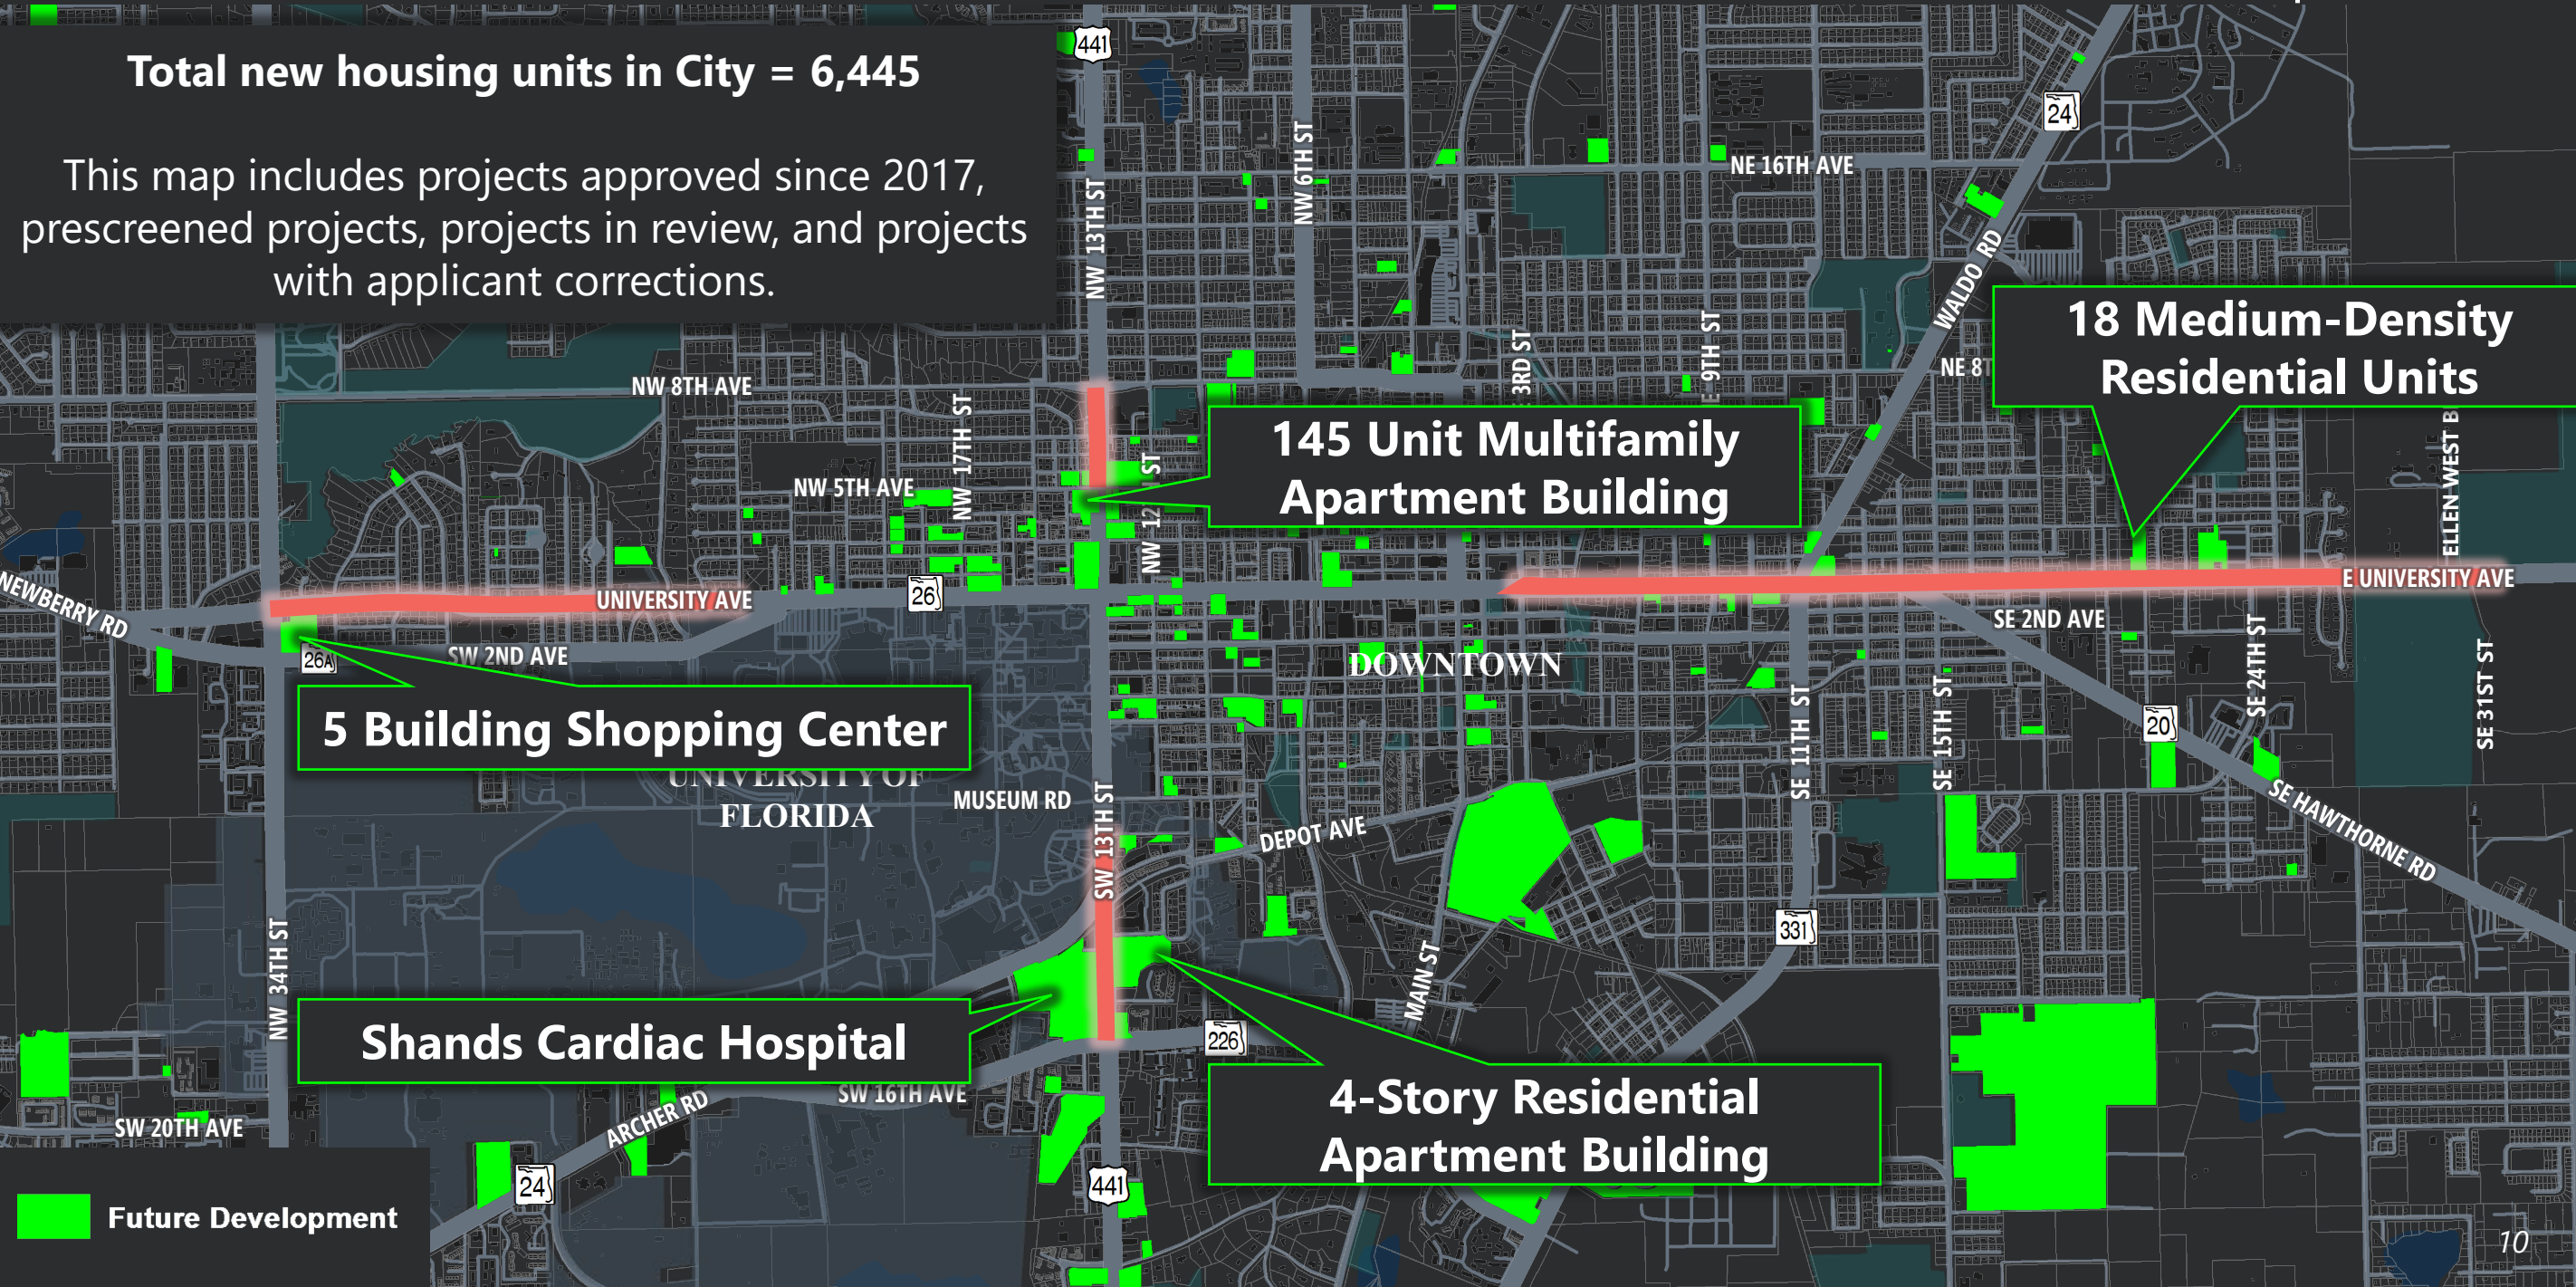 Total new housing units in City = 6,445
This map includes projects approved since 2017,
prescreened projects, projects in review, and projects
with applicant corrections.
441
24
NW 6TH ST
NE 16TH AVE
NW 13TH ST
WALDO RD
18 Medium-Density
Residential Units
3RD ST
9TH ST
NE 8T
NW 8TH AVE
NW 17TH ST
145 Unit Multifamily
Apartment Building
NW 5TH AVE
NW 12
ST
ELLEN WEST B
NEWBERRY RD
UNIVERSITY AVE
26
E UNIVERSITY AVE
SE 2ND AVE
26A
SW 2ND AVE
DOWNTOWN
SE 24TH ST
SE 31ST ST
5 Building Shopping Center
SE 11TH ST
SE 15TH ST
20
UNIVERSITY OF
FLORIDA
MUSEUM RD
SW 13TH ST
DEPOT AVE
SE HAWTHORNE RD
NW 34TH ST
331
MAIN ST
Shands Cardiac Hospital
226
SW 16TH AVE
4-Story Residential
Apartment Building
SW 20TH AVE
ARCHER RD
24
441
Future Development
10